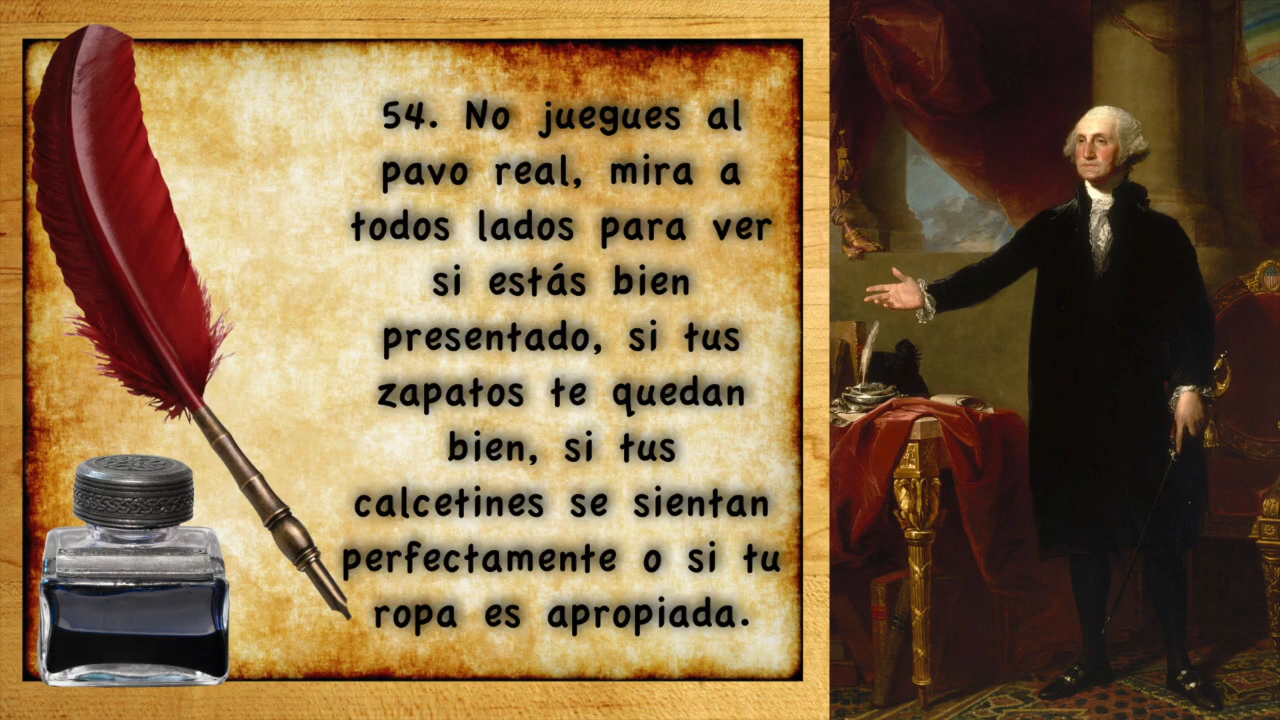 54. No juegues al
pavo real, mira a
todos lados para ver
si estás bien
presentado, si tus
zapatos te quedan
bien, si tus
calcetines se sientan
perfectamente o si tu
ropa es apropiada.